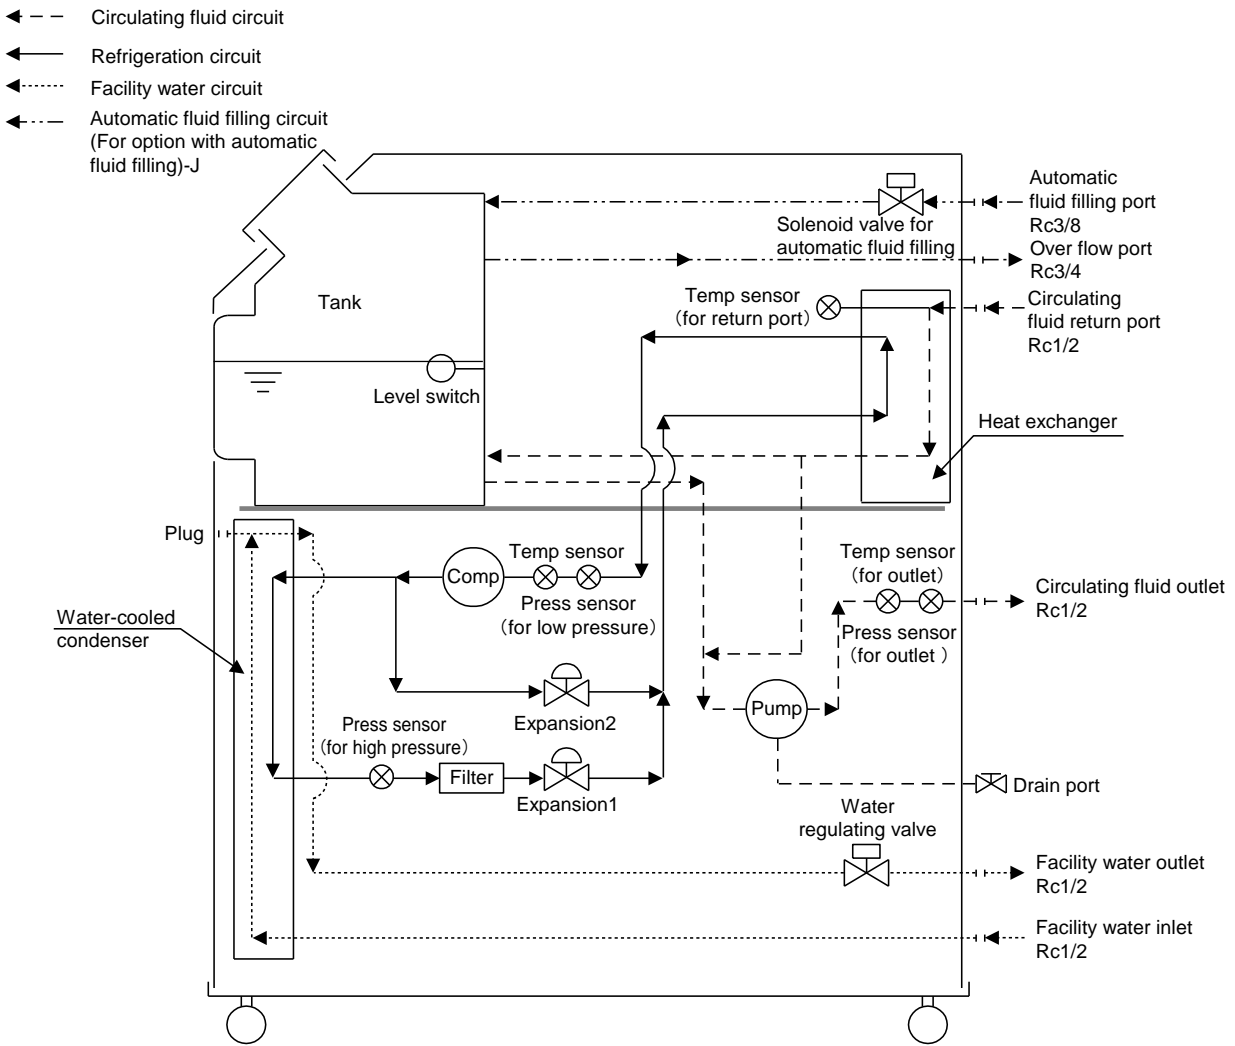 Circulating fluid circuit
Refrigeration circuit
Facility water circuit
Automatic fluid filling circuit
(For option with automatic
fluid filling)-J
Automatic
fluid filling port
Rc3/8
Solenoid valve for
automatic fluid filling
Over flow port
Rc3/4
Tank
Temp sensor
（for return port）
Circulating
fluid return port
Rc1/2
Level switch
Heat exchanger
Plug
Comp
Temp sensor
Press sensor
（for low pressure）
Temp sensor
（for outlet）
Press sensor
（for outlet ）
Circulating fluid outlet
Rc1/2
Water-cooled
condenser
Expansion2
Pump
Press sensor
（for high pressure）
Filter
Expansion1
Drain port
Water
regulating valve
Facility water outlet
Rc1/2
Facility water inlet
Rc1/2